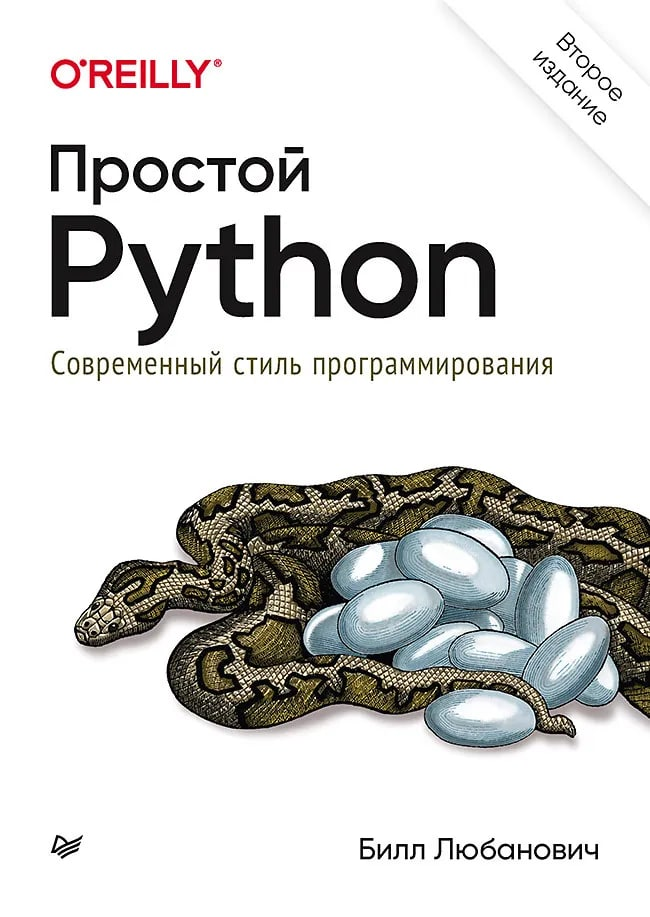 O'REILLY®
Второе
издание
Простой
Python
Современный стиль программирования
Билл Любанович